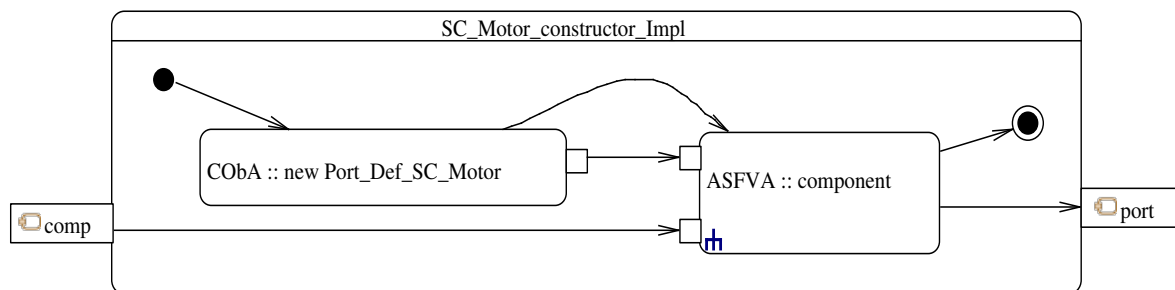 SC_Motor_constructor_Impl
CObA :: new Port_Def_SC_Motor
ASFVA :: component
comp
port